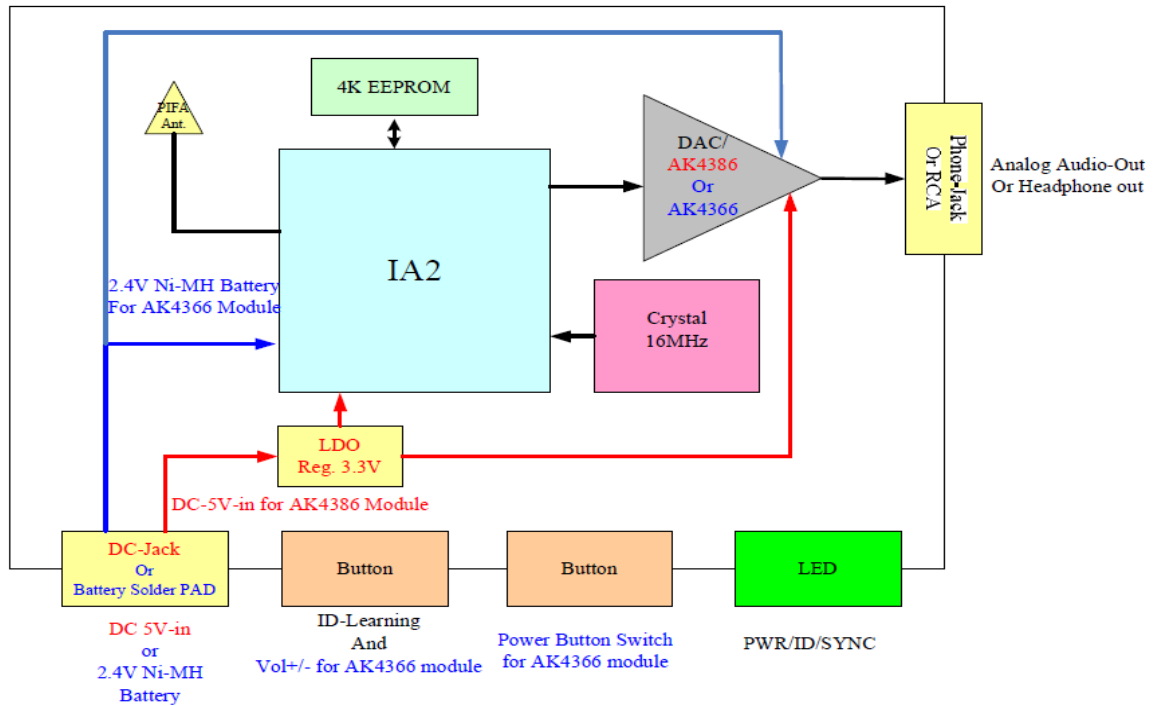 4K EEPROM
PIFA
Ant.
DAC/
AK4386
Or
AK4366
Phone-Jack
Or RCA
Analog Audio-Out
Or Headphone out
IA2
2.4V Ni-MH Battery
For AK4366 Module
Crystal
16MHz
LDO
Reg. 3.3V
DC-5V-in for AK4386 Module
DC-Jack
Or
Battery Solder PAD
Button
Button
LED
DC 5V-in
or
2.4V Ni-MH
Battery
ID-Learning
And
Vol+/- for AK4366 module
Power Button Switch
for AK4366 module
PWR/ID/SYNC